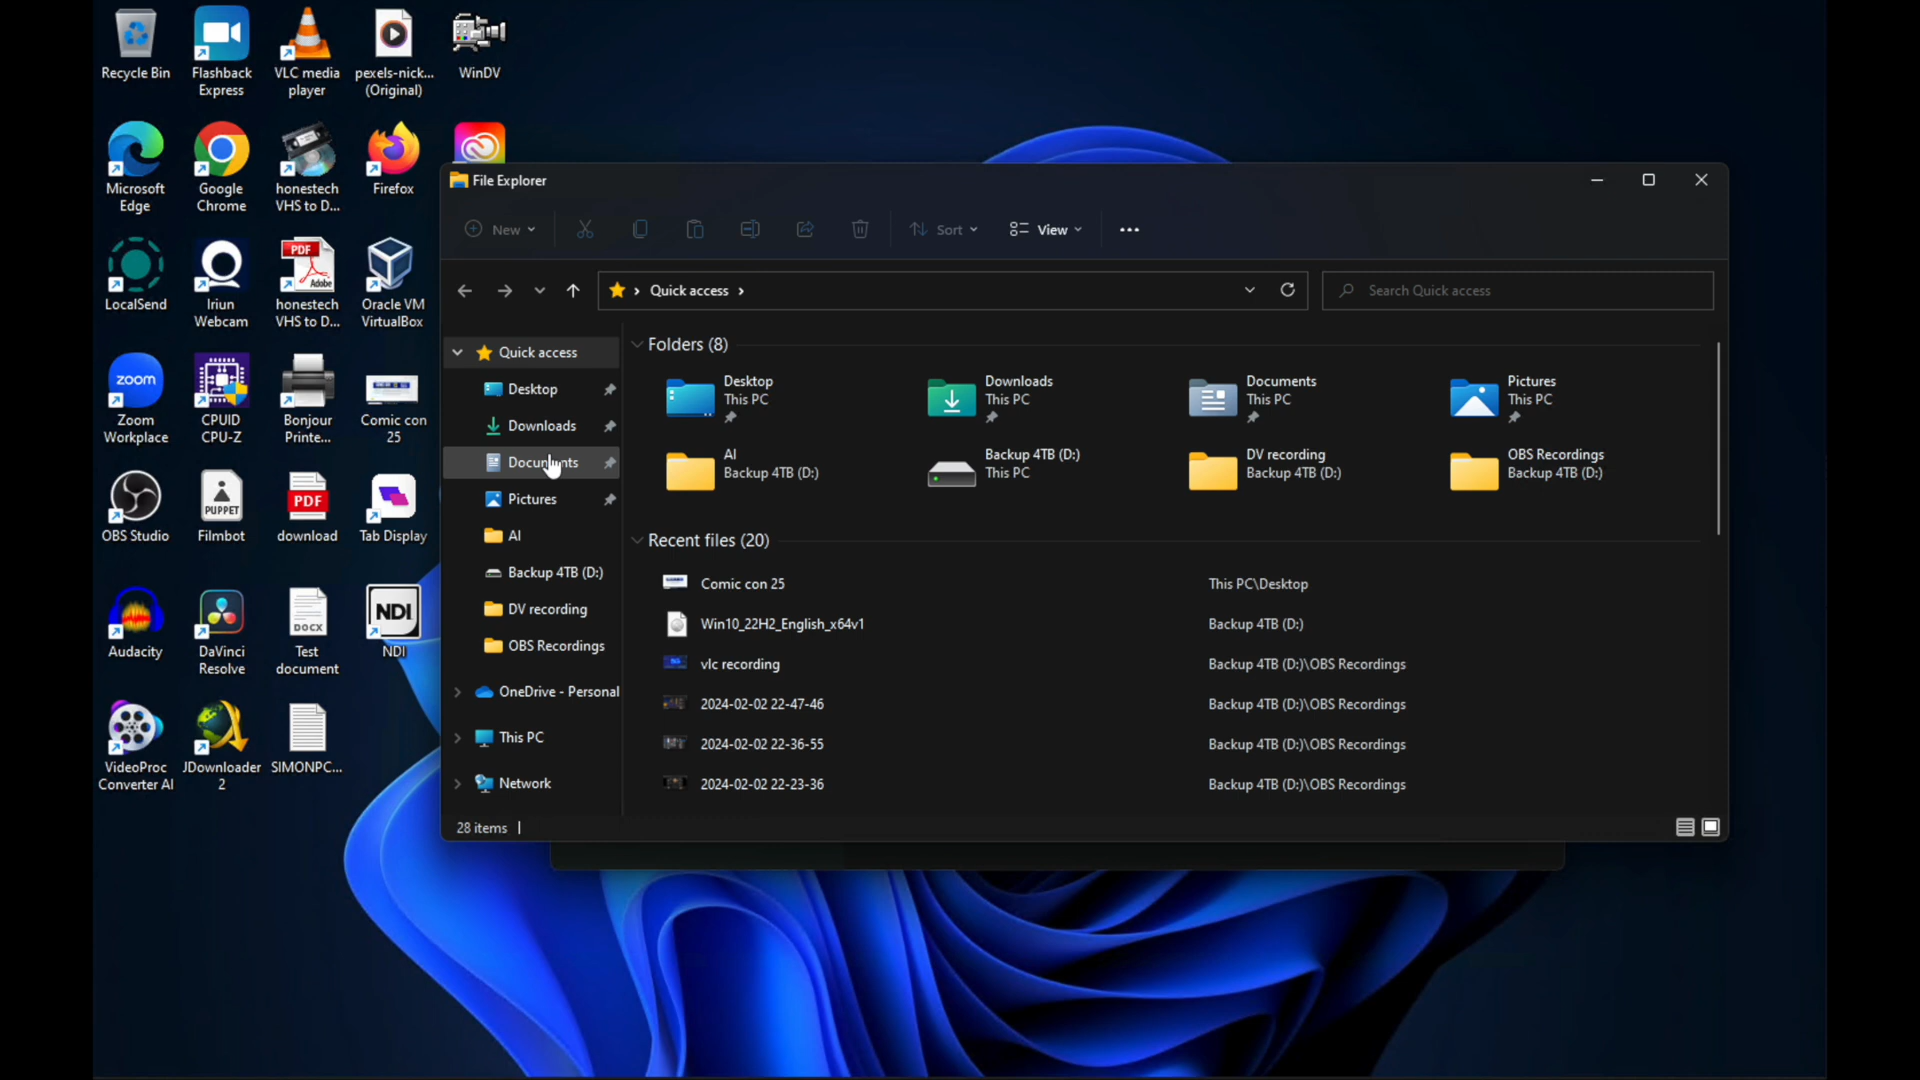 Recycle Bin
Flashback
Express
VLC media
player
pexels-nick...
(Original)
WinDV
Microsoft
Edge
Google
Chrome
honestech
VHS to D...
Firefox
LocalSend
Iriun
Webcam
PDF
Adobe
honestech
VHS to D...
Oracle VM
VirtualBox
zoom
Zoom
Workplace
CPUID
CPU-Z
Bonjour
Printe...
Comic con
25
OBS Studio
PUPPET
Filmbot
PDF
download
Tab Display
Audacity
DaVinci
Resolve
DOCX
Test
document
NDI
NDI
VideoProc
Converter AI
JDownloader
2
SIMONPC...
File Explorer
New
Sort
View
Quick access
Search Quick access
Quick access
Desktop
Downloads
Documents
Pictures
AI
Backup 4TB (D:)
DV recording
OBS Recordings
OneDrive - Personal
This PC
Network
Folders (8)
Desktop
This PC
Downloads
This PC
Documents
This PC
Pictures
This PC
AI
Backup 4TB (D:)
Backup 4TB (D:)
This PC
DV recording
Backup 4TB (D:)
OBS Recordings
Backup 4TB (D:)
Recent files (20)
Comic con 25 This PC\Desktop
Win10_22H2_English_x64v1 Backup 4TB (D:)
vlc recording Backup 4TB (D:)\OBS Recordings
2024-02-02 22-47-46 Backup 4TB (D:)\OBS Recordings
2024-02-02 22-36-55 Backup 4TB (D:)\OBS Recordings
2024-02-02 22-23-36 Backup 4TB (D:)\OBS Recordings
28 items